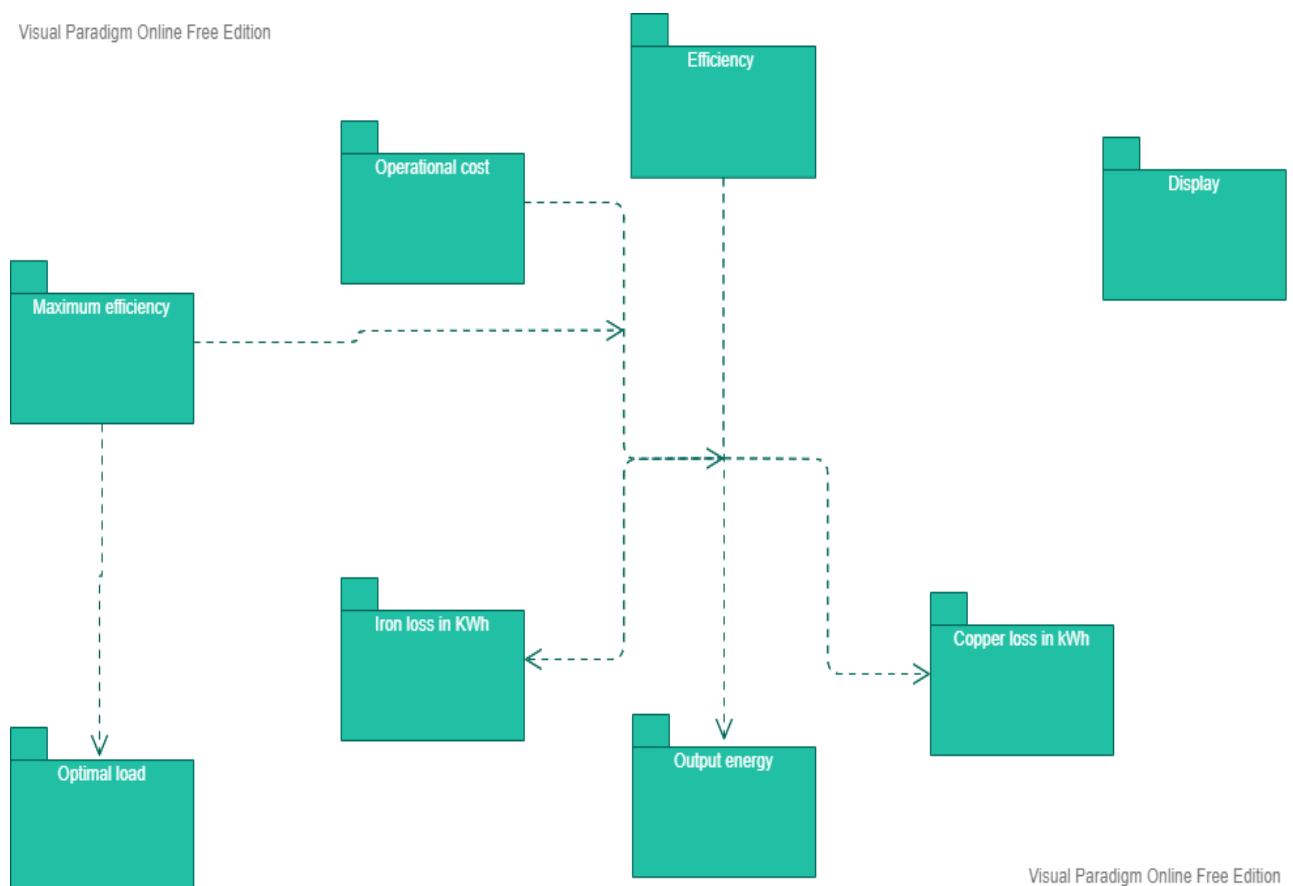 Visual Paradigm Online Free Edition
Efficiency
Operational cost
Display
Maximum efficiency
Iron loss in KWh
Copper loss in kWh
Output energy
Optimal load
Visual Paradigm Online Free Edition